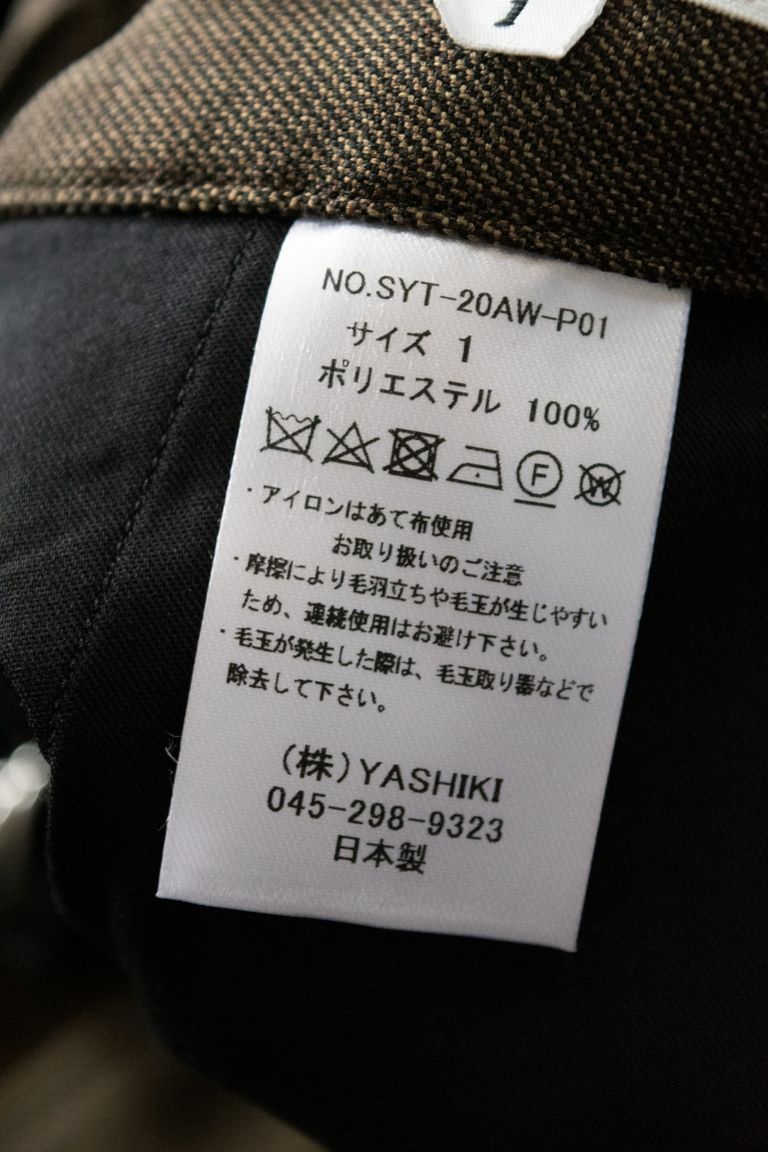 NO.SYT-20AW-P01
サイズ 1
ポリエステル 100%
F W
・アイロンはあて布使用
お取り扱いのご注意
・摩擦により毛羽立ちや毛玉が生じやすい
ため、連続使用はお避け下さい。
・毛玉が発生した際は、毛玉取り器などで
除去して下さい。
(株)YASHIKI
045-298-9323
日本製